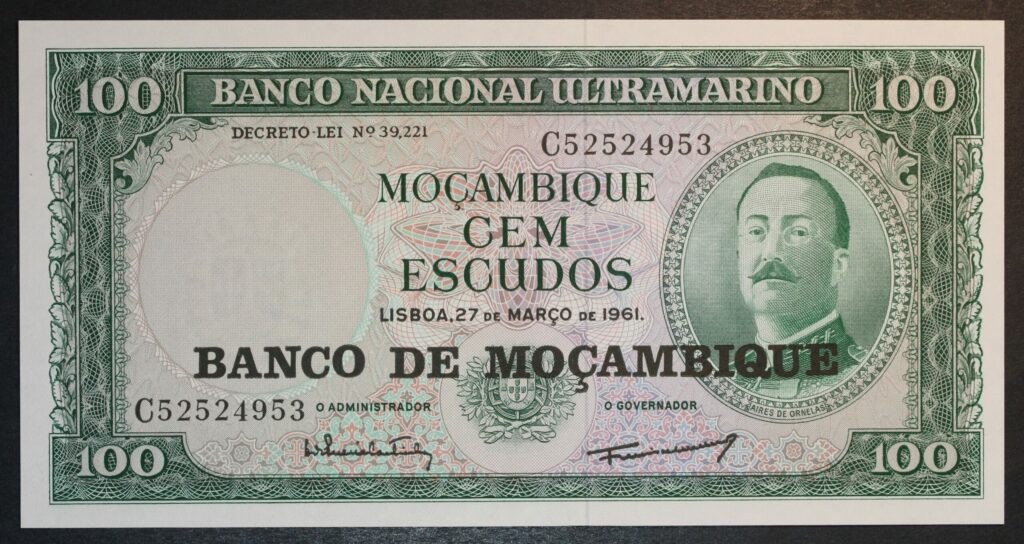 100 BANCO NACIONAL ULTRAMARINO 100
DECRETO-LEI Nº 39,221
C52524953
MOÇAMBIQUE
CEM
ESCUDOS
LISBOA, 27 DE MARÇO DE 1961.
BANCO DE MOÇAMBIQUE
C52524953
O ADMINISTRADOR
O GOVERNADOR
AIRES DE ORNELAS
100
100